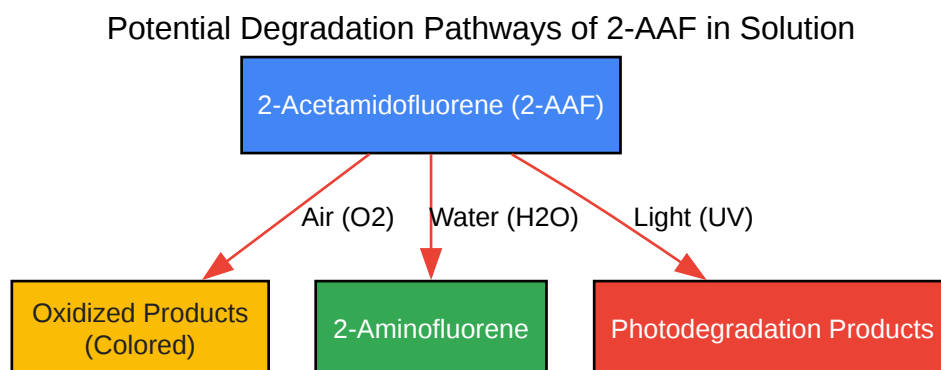 Potential Degradation Pathways of 2-AAF in Solution
2-Acetamidofluorene (2-AAF)
Air (O2)
Water (H2O)
Light (UV)
Oxidized Products
(Colored)
2-Aminofluorene
Photodegradation Products